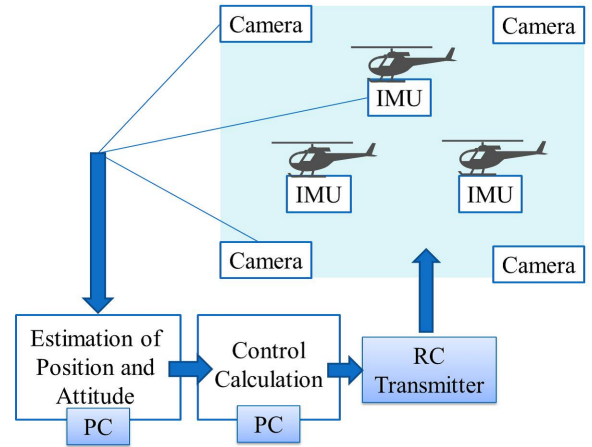 Camera
Camera
IMU
IMU
IMU
Camera
Camera
Estimation of
Position and
Attitude
PC
Control
Calculation
PC
RC
Transmitter